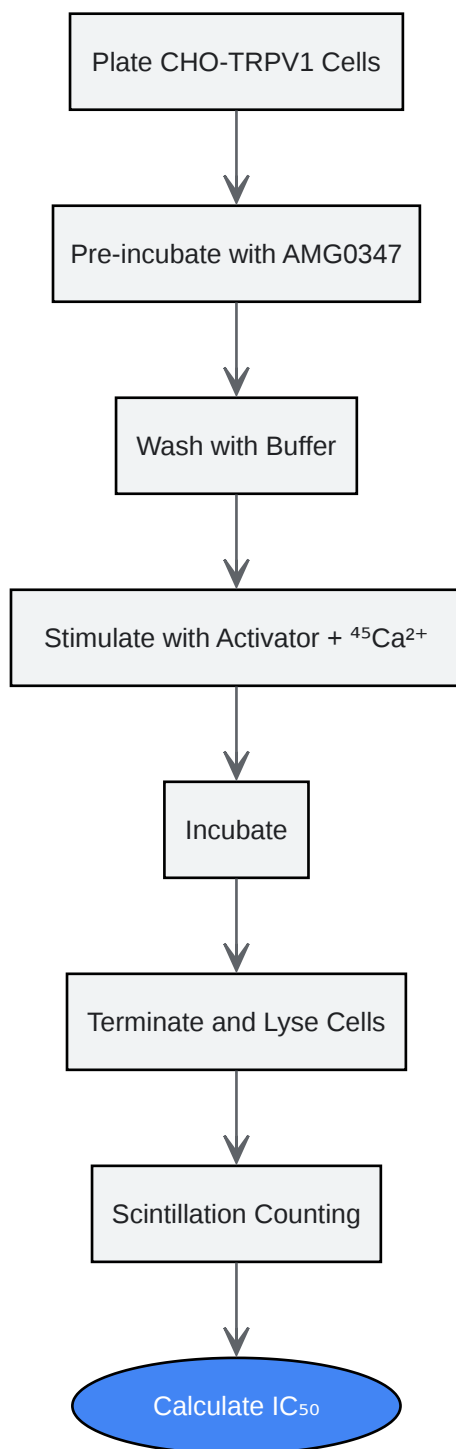 Plate CHO-TRPV1 Cells
Pre-incubate with AMG0347
Wash with Buffer
Stimulate with Activator + ⁴⁵Ca²⁺
Incubate
Terminate and Lyse Cells
Scintillation Counting
Calculate IC₅₀